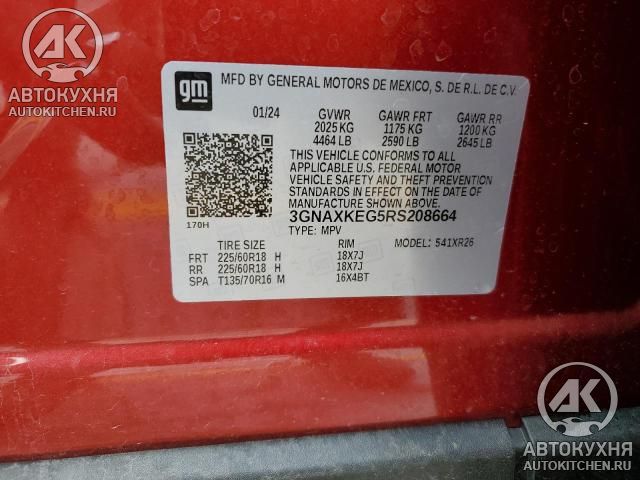 АК
АВТОКУХНЯ
AUTOKITCHEN.RU
gm
MFD BY GENERAL MOTORS DE MEXICO, S. DE R.L. DE C.V.
01/24 GVWR GAWR FRT GAWR RR
2025 KG 1175 KG 1200 KG
4464 LB 2590 LB 2645 LB
THIS VEHICLE CONFORMS TO ALL
APPLICABLE U.S. FEDERAL MOTOR
VEHICLE SAFETY AND THEFT PREVENTION
STANDARDS IN EFFECT ON THE DATE OF
MANUFACTURE SHOWN ABOVE.
170H 3GNAXKEG5RS208664
TYPE: MPV
TIRE SIZE RIM MODEL: 541XR26
FRT 225/60R18 H 18X7J
RR 225/60R18 H 18X7J
SPA T135/70R16 M 16X4BT
АК
АВТОКУХНЯ
AUTOKITCHEN.RU